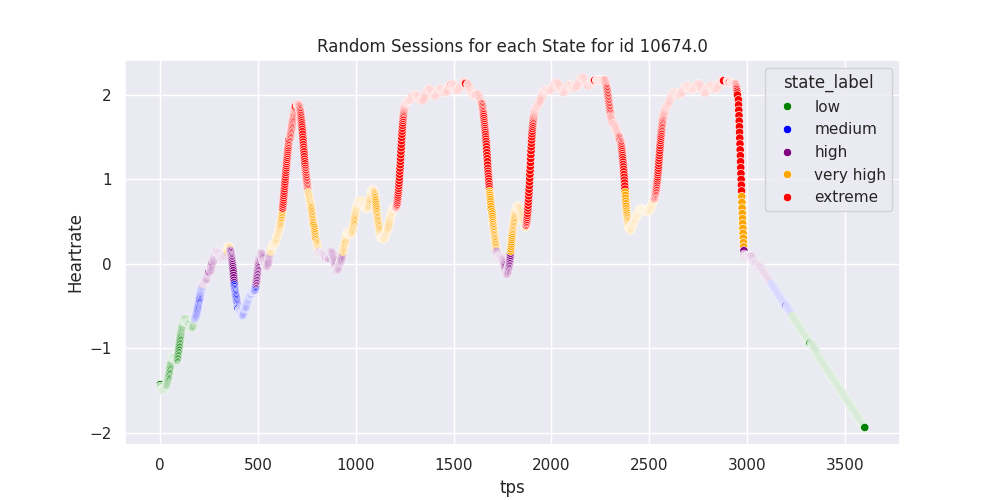 Random Sessions for each State for id 10674.0
Heartrate
2
1
0
−1
−2
0
500
1000
1500
2000
2500
3000
3500
tps
state_label
low
medium
high
very high
extreme